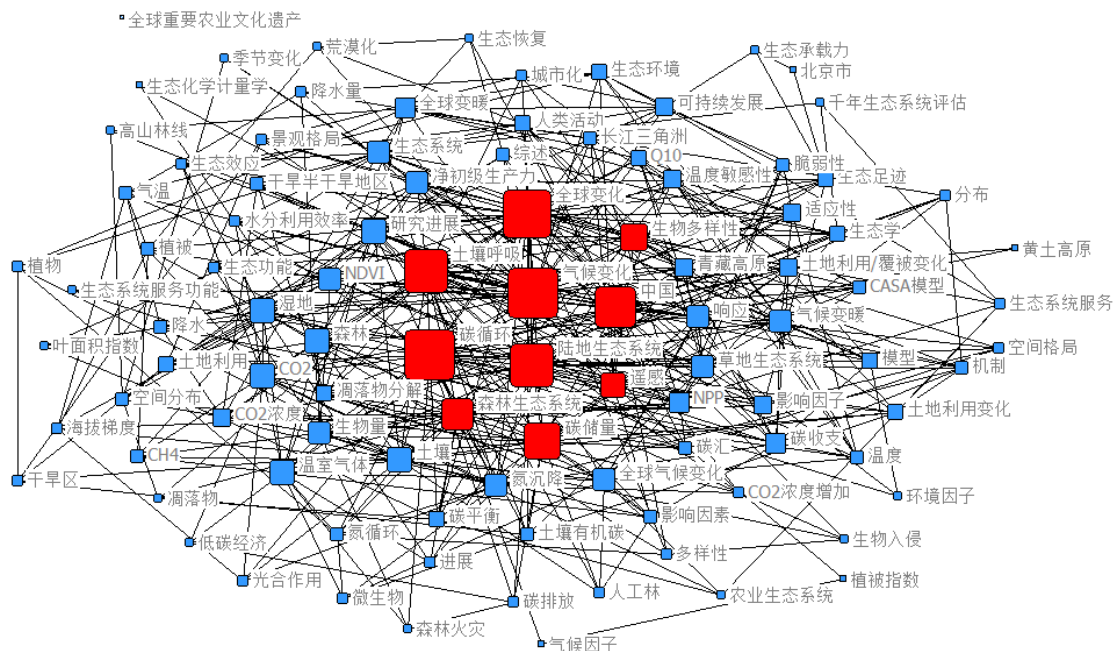 全球重要农业文化遗产
生态恢复
荒漠化
季节变化
生态承载力
北京市
城市化
生态环境
生态化学计量学
降水量
全球变暖
可持续发展
千年生态系统评估
人类活动
高山林线
景观格局
长江三角洲
生态系统
综述
Q10
生态效应
净初级生产力
脆弱性
干旱半干旱地区
温度敏感性
生态足迹
气温
全球变化
分布
水分利用效率
适应性
研究进展
生物多样性
生态学
植被
土壤呼吸
黄土高原
植物
生态功能
气候变化
青藏高原
土地利用/覆被变化
NDVI
生态系统服务功能
中国
CASA模型
生态系统服务
湿地
降水
响应
气候变暖
森林
碳循环
叶面积指数
陆地生态系统
空间格局
土地利用
草地生态系统
模型
机制
CO2
遥感
凋落物分解
森林生态系统
NPP
空间分布
影响因子
CO2浓度
土地利用变化
海拔梯度
生物量
碳储量
碳汇
碳收支
CH4
土壤
温度
温室气体
全球气候变化
干旱区
氮沉降
CO2浓度增加
环境因子
凋落物
碳平衡
影响因素
氮循环
土壤有机碳
生物入侵
低碳经济
多样性
进展
光合作用
植被指数
微生物
碳排放
人工林
农业生态系统
森林火灾
气候因子